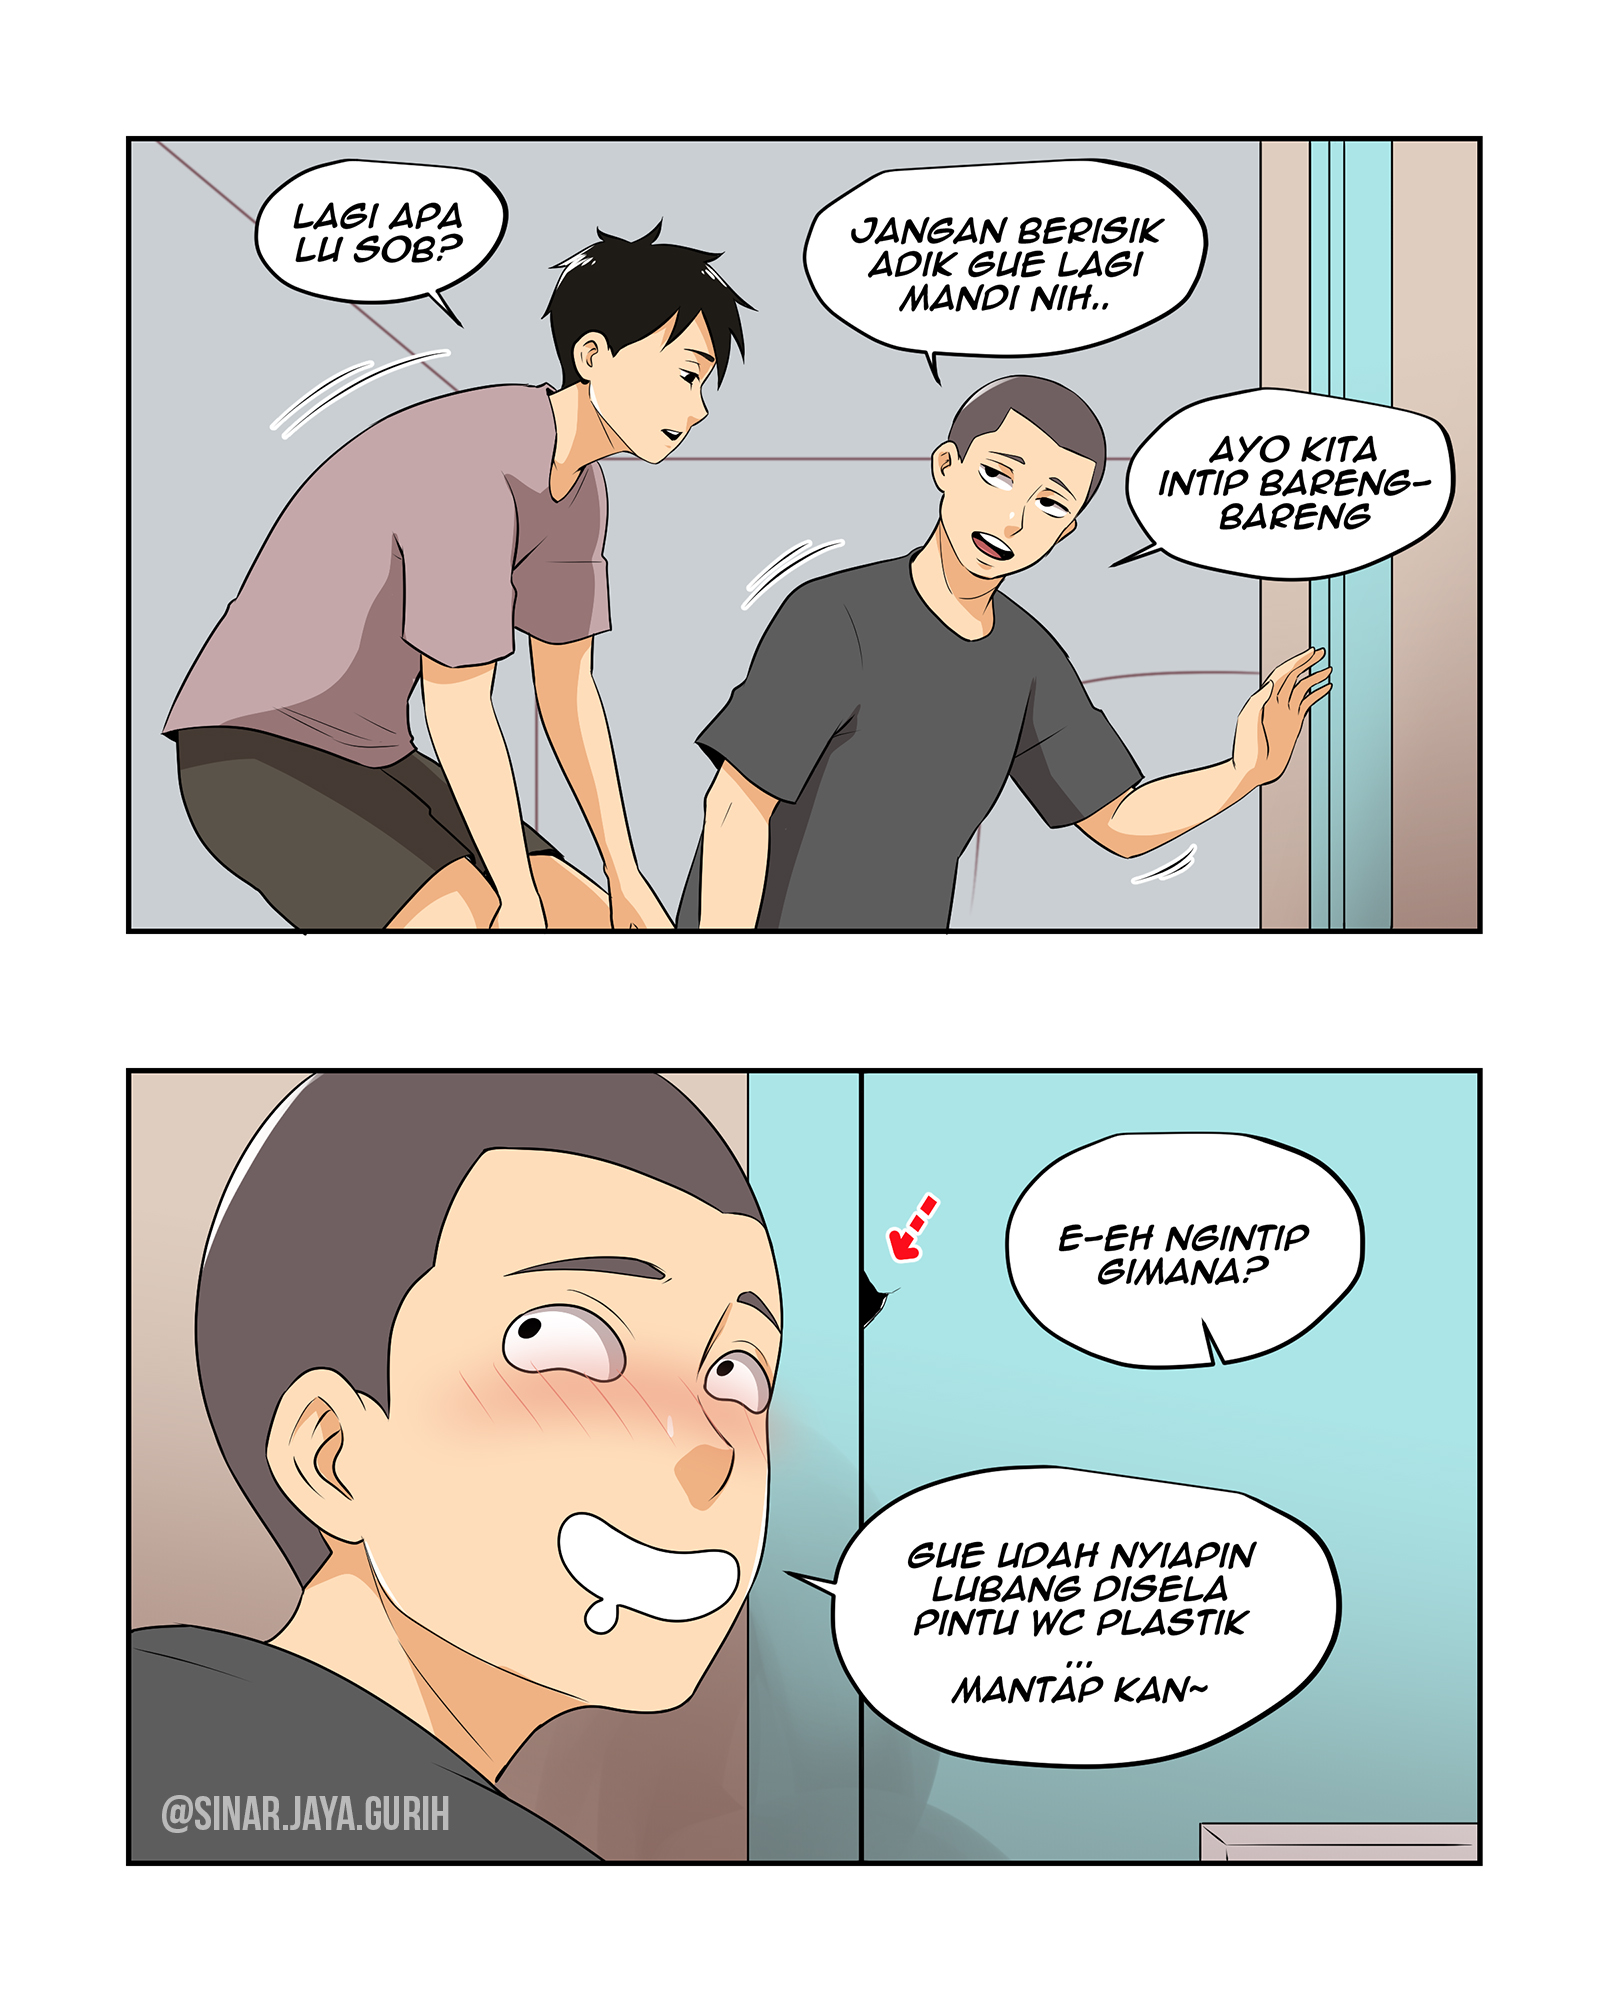 LAGI APA
LU SOB?
JANGAN BERISIK
ADIK GUE LAGI
MANDI NIH..
AYO KITA
INTIP BARENG-
BARENG
E-EH NGINTIP
GIMANA?
GUE UDAH NYIAPIN
LUBANG DISELA
PINTU WC PLASTIK
...
MANTAP KAN~
@SINAR.JAYA.GURIH